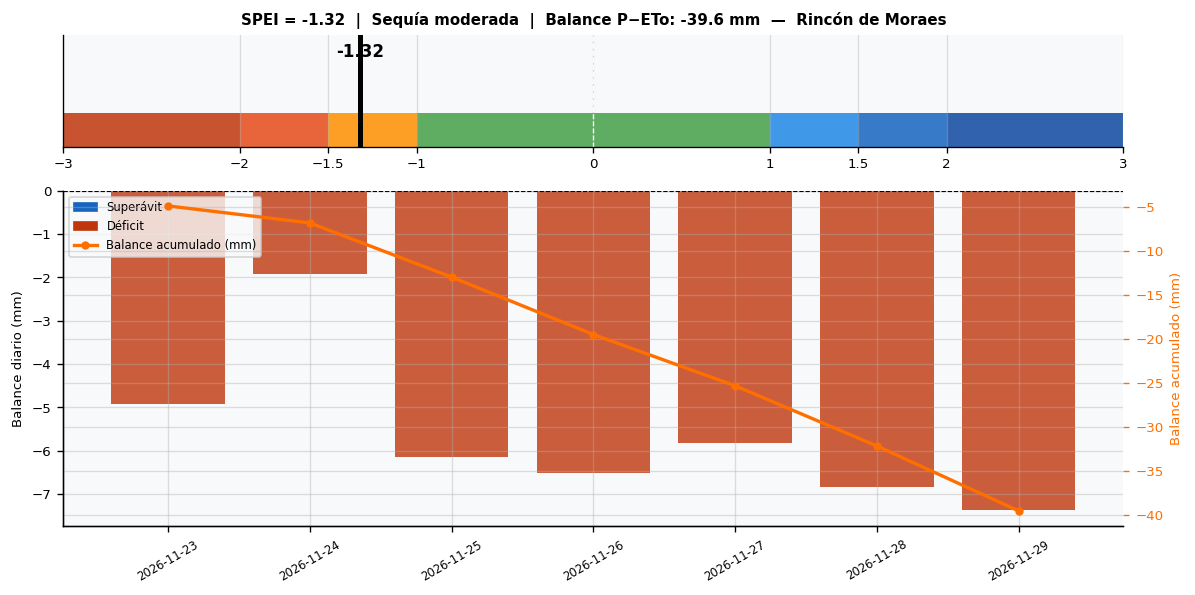 SPEI = -1.32  |  Sequía moderada  |  Balance P−ETo: -39.6 mm  —  Rincón de Moraes
-1.32
−3 −2 −1.5 −1 0 1 1.5 2 3
Superávit
Déficit
Balance acumulado (mm)
Balance diario (mm)
0
−1
−2
−3
−4
−5
−6
−7
Balance acumulado (mm)
−5
−10
−15
−20
−25
−30
−35
−40
2026-11-23 2026-11-24 2026-11-25 2026-11-26 2026-11-27 2026-11-28 2026-11-29